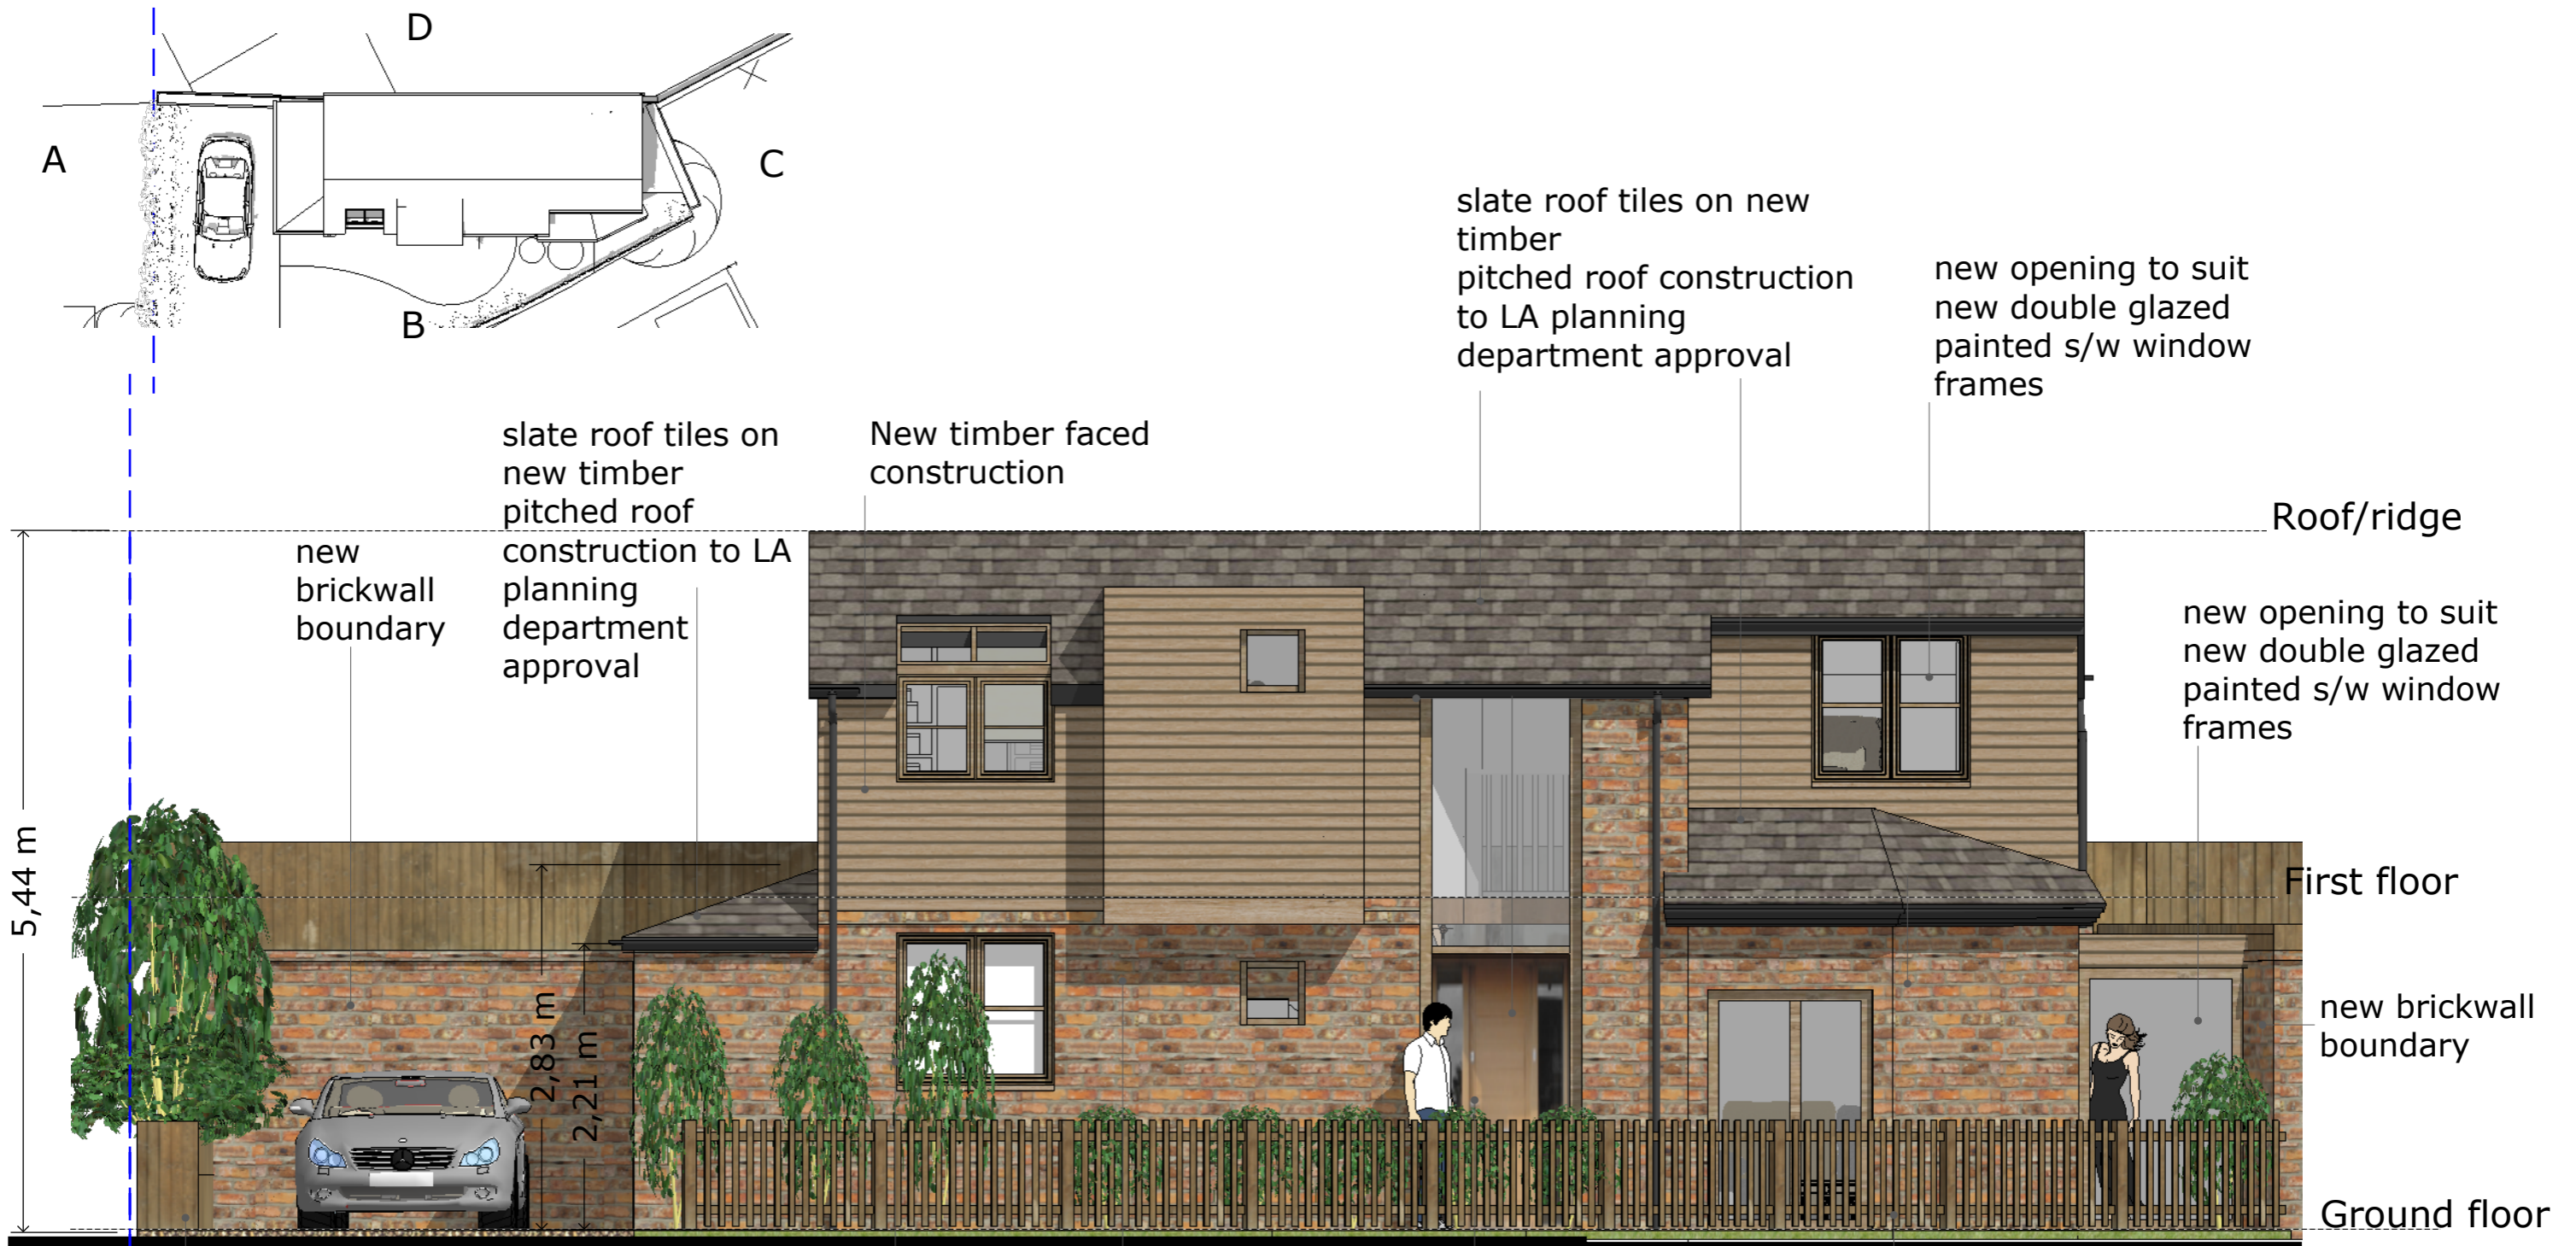 D
A
C
B
slate roof tiles on new
timber
pitched roof construction
to LA planning
department approval
new opening to suit
new double glazed
painted s/w window
frames
slate roof tiles on
new timber
pitched roof
construction to LA
planning
department
approval
New timber faced
construction
new
brickwall
boundary
Roof/ridge
new opening to suit
new double glazed
painted s/w window
frames
5,44 m
First floor
2,83 m
2,21 m
new brickwall
boundary
Ground floor